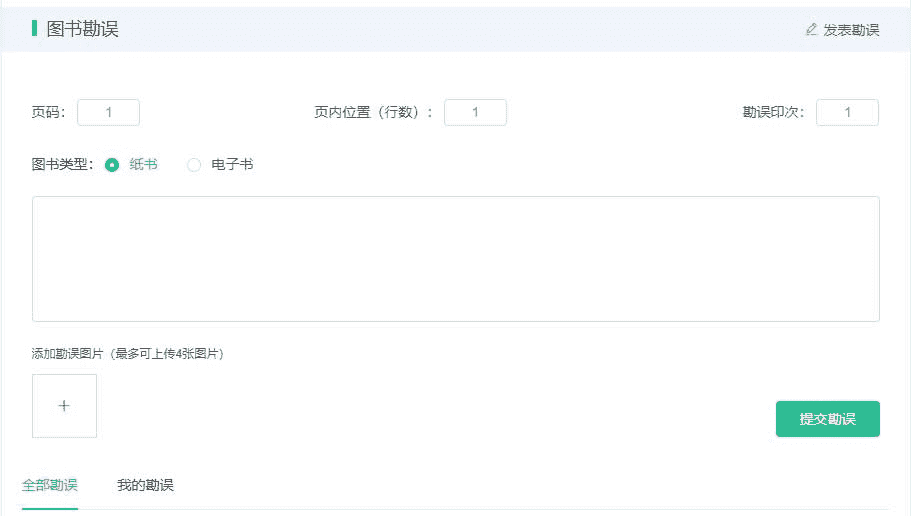 图书勘误 发表勘误
页码： 1 页内位置（行数）： 1 勘误印次： 1
图书类型： 纸书 电子书
添加勘误图片（最多可上传4张图片）
+
提交勘误
全部勘误 我的勘误